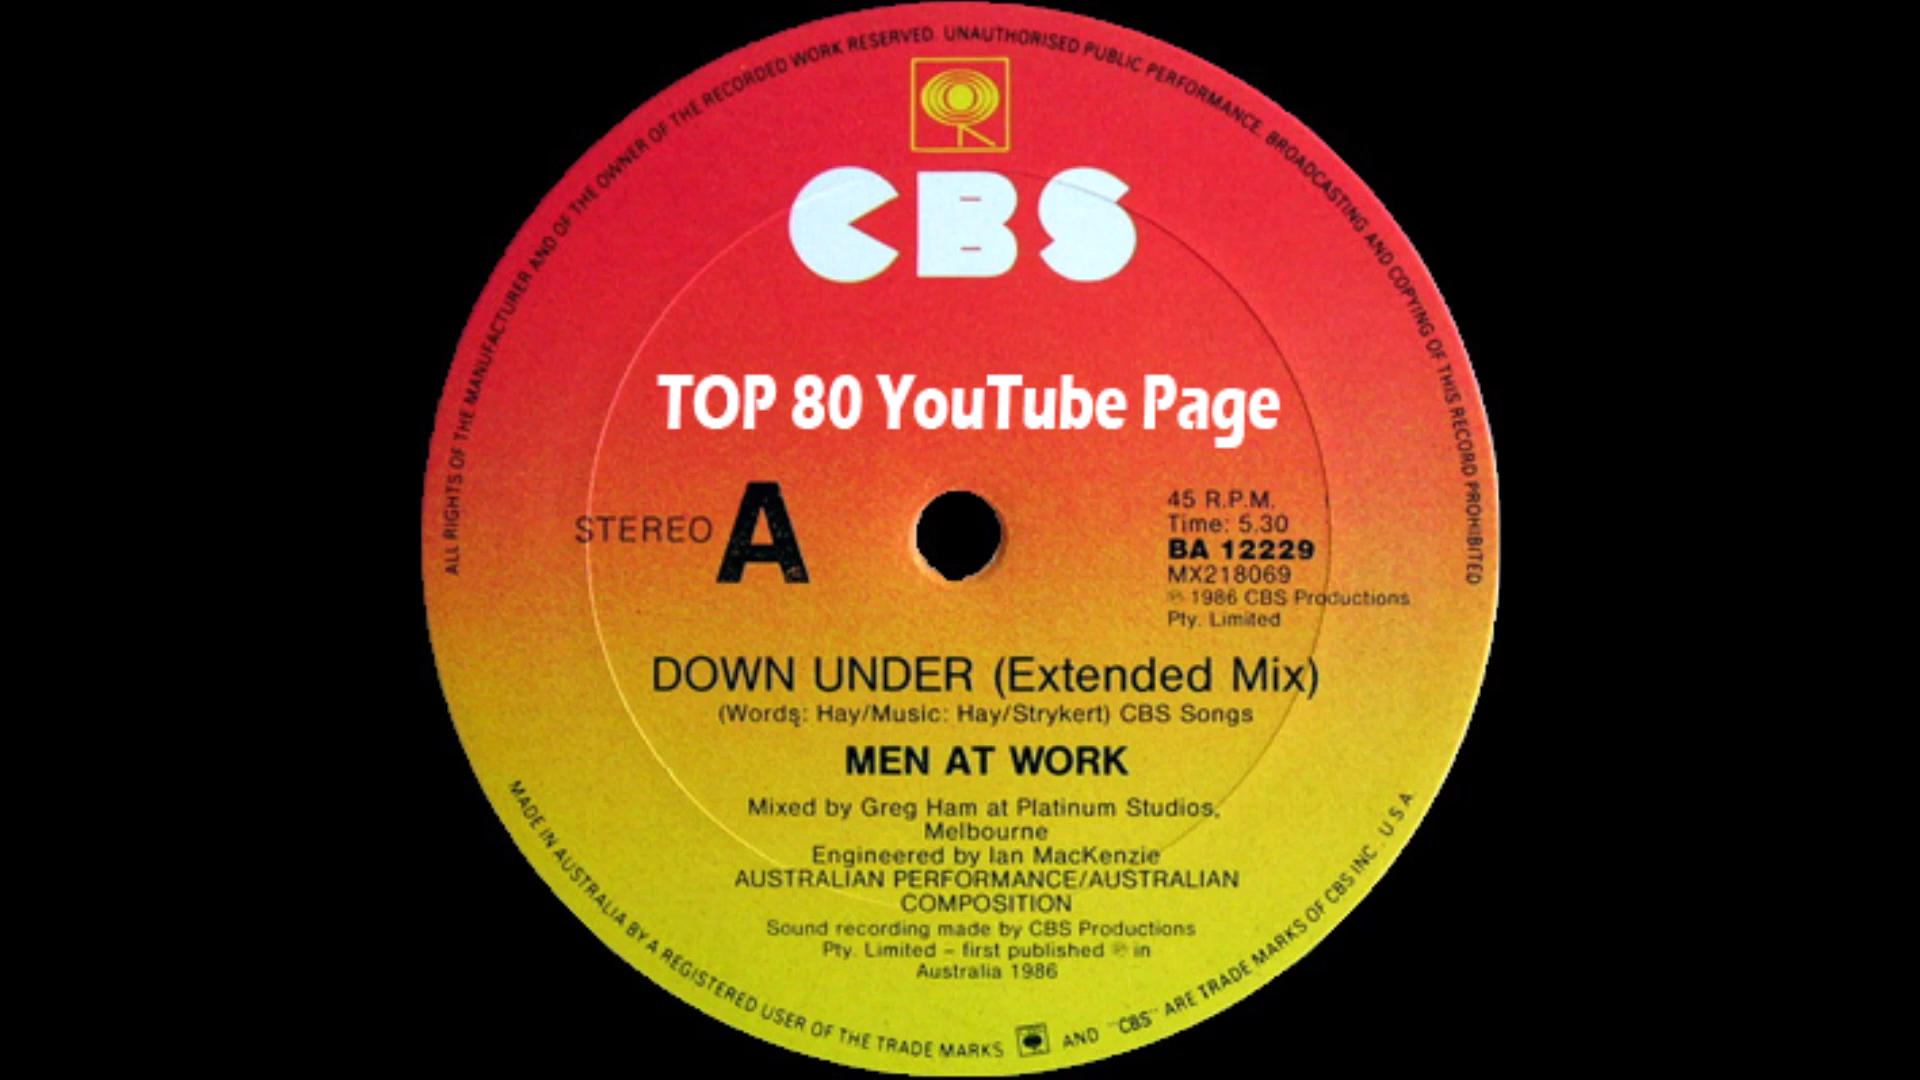 ALL RIGHTS OF THE MANUFACTURER AND OF THE OWNER OF THE RECORDED WORK RESERVED. UNAUTHORISED PUBLIC PERFORMANCE. BROADCASTING AND COPYING OF THIS RECORD PROHIBITED
CBS
TOP 80 YouTube Page
STEREO A
45 R.P.M.
Time: 5.30
BA 12229
MX218069
℗ 1986 CBS Productions
Pty. Limited
DOWN UNDER (Extended Mix)
(Words: Hay/Music: Hay/Strykert) CBS Songs
MEN AT WORK
Mixed by Greg Ham at Platinum Studios,
Melbourne
Engineered by Ian MacKenzie
AUSTRALIAN PERFORMANCE/AUSTRALIAN
COMPOSITION
Sound recording made by CBS Productions
Pty. Limited – first published ℗ in
Australia 1986
MADE IN AUSTRALIA BY A REGISTERED USER OF THE TRADE MARKS AND "CBS" ARE TRADE MARKS OF CBS INC. U.S.A.